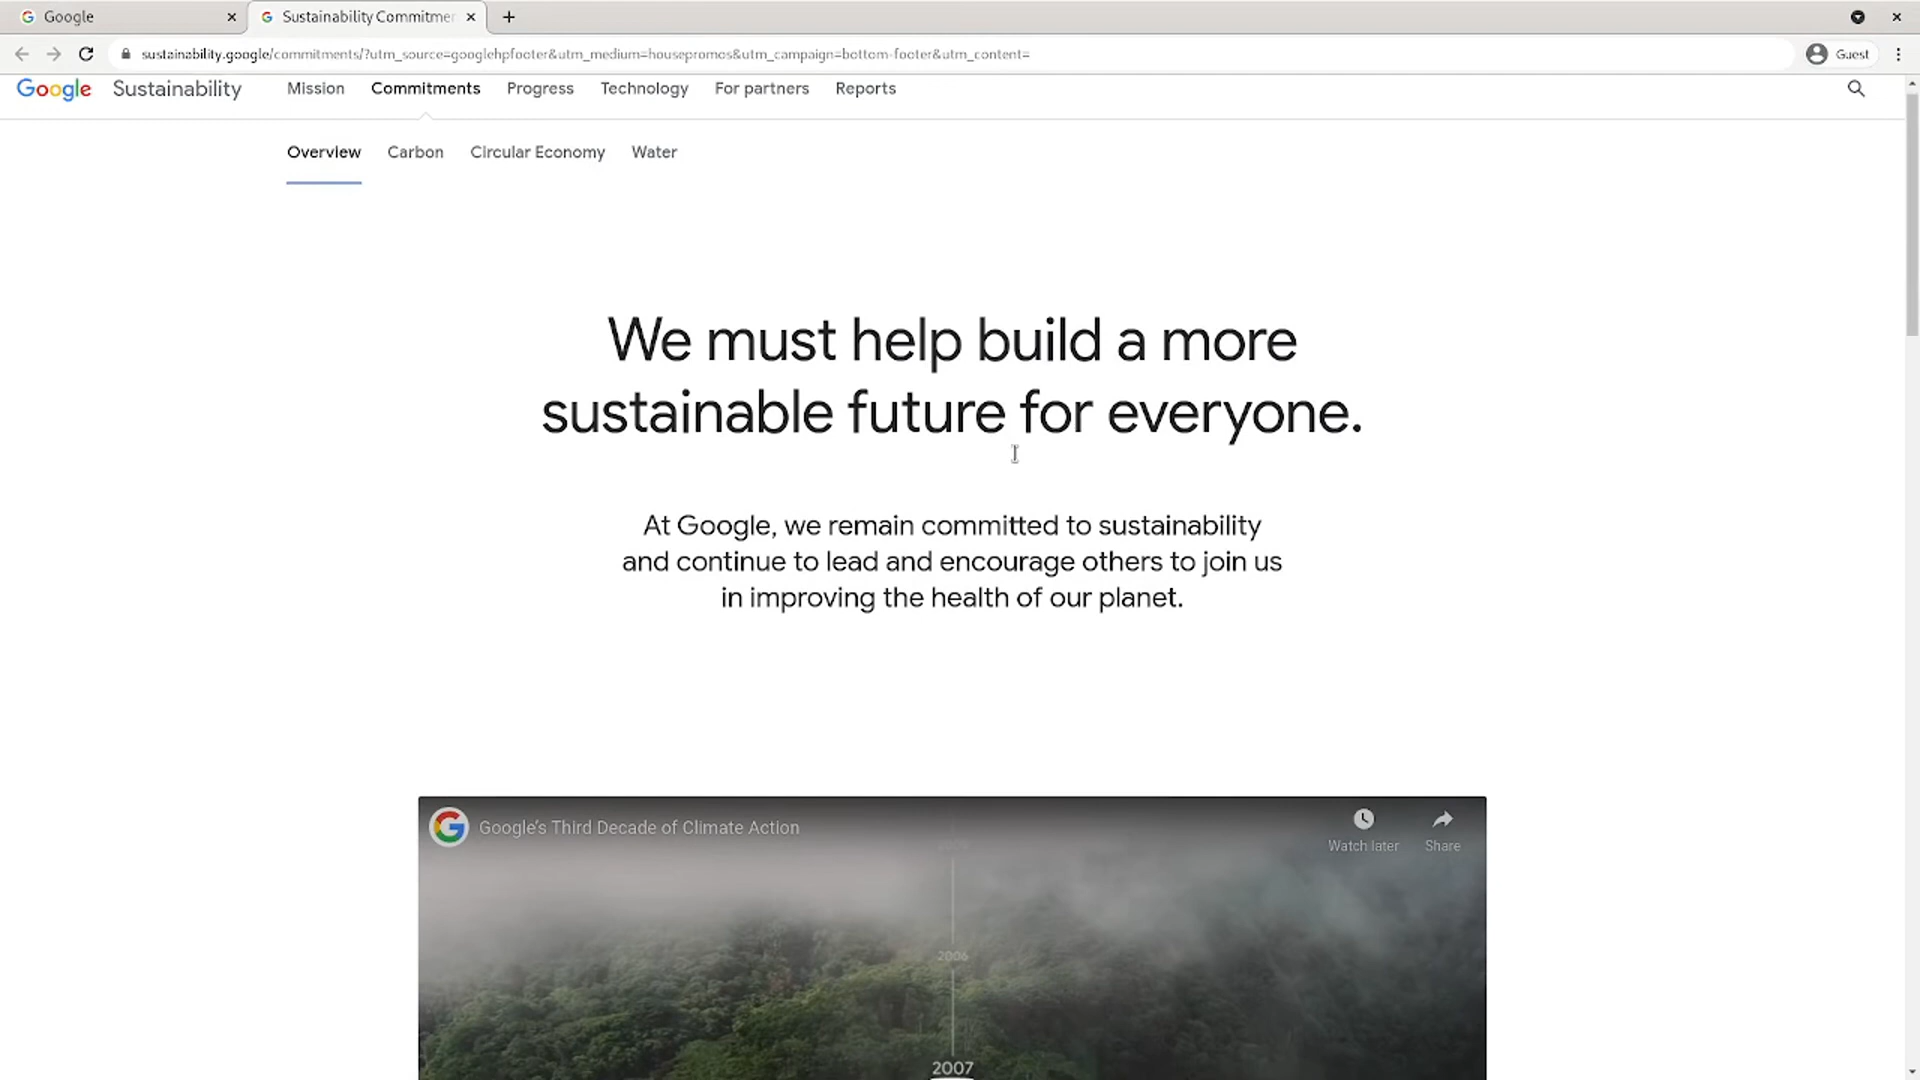 Google
Sustainability Commitmen
sustainability.google/commitments/?utm_source=googlehpfooter&utm_medium=housepromos&utm_campaign=bottom-footer&utm_content=
Guest
Google Sustainability Mission Commitments Progress Technology For partners Reports
Overview Carbon Circular Economy Water
We must help build a more
sustainable future for everyone.
At Google, we remain committed to sustainability
and continue to lead and encourage others to join us
in improving the health of our planet.
Google's Third Decade of Climate Action
Watch later Share
2006
2007